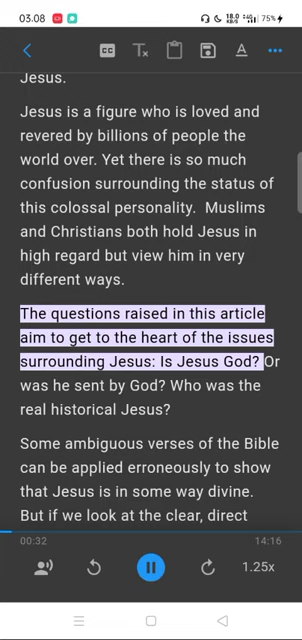 03.08
18.0
75%
CC
Jesus.
Jesus is a figure who is loved and
revered by billions of people the
world over. Yet there is so much
confusion surrounding the status of
this colossal personality. Muslims
and Christians both hold Jesus in
high regard but view him in very
different ways.
The questions raised in this article
aim to get to the heart of the issues
surrounding Jesus: Is Jesus God? Or
was he sent by God? Who was the
real historical Jesus?
Some ambiguous verses of the Bible
can be applied erroneously to show
that Jesus is in some way divine.
But if we look at the clear, direct
00:32
14:16
1.25x